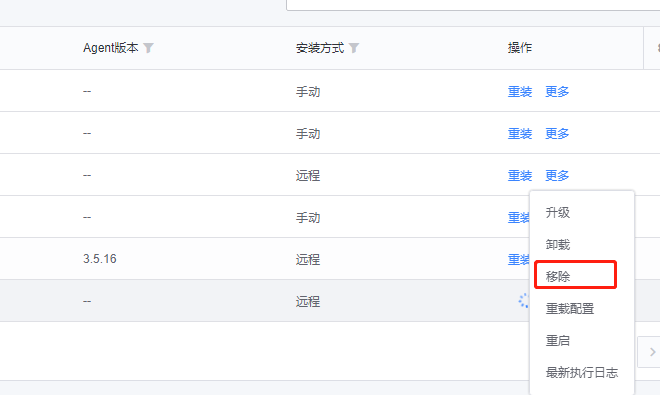 Agent版本 安装方式 操作
-- 手动 重装 更多
-- 手动 重装 更多
-- 远程 重装 更多
-- 手动 重装
3.5.16 远程 重装
-- 远程
升级
卸载
移除
重载配置
重启
最新执行日志